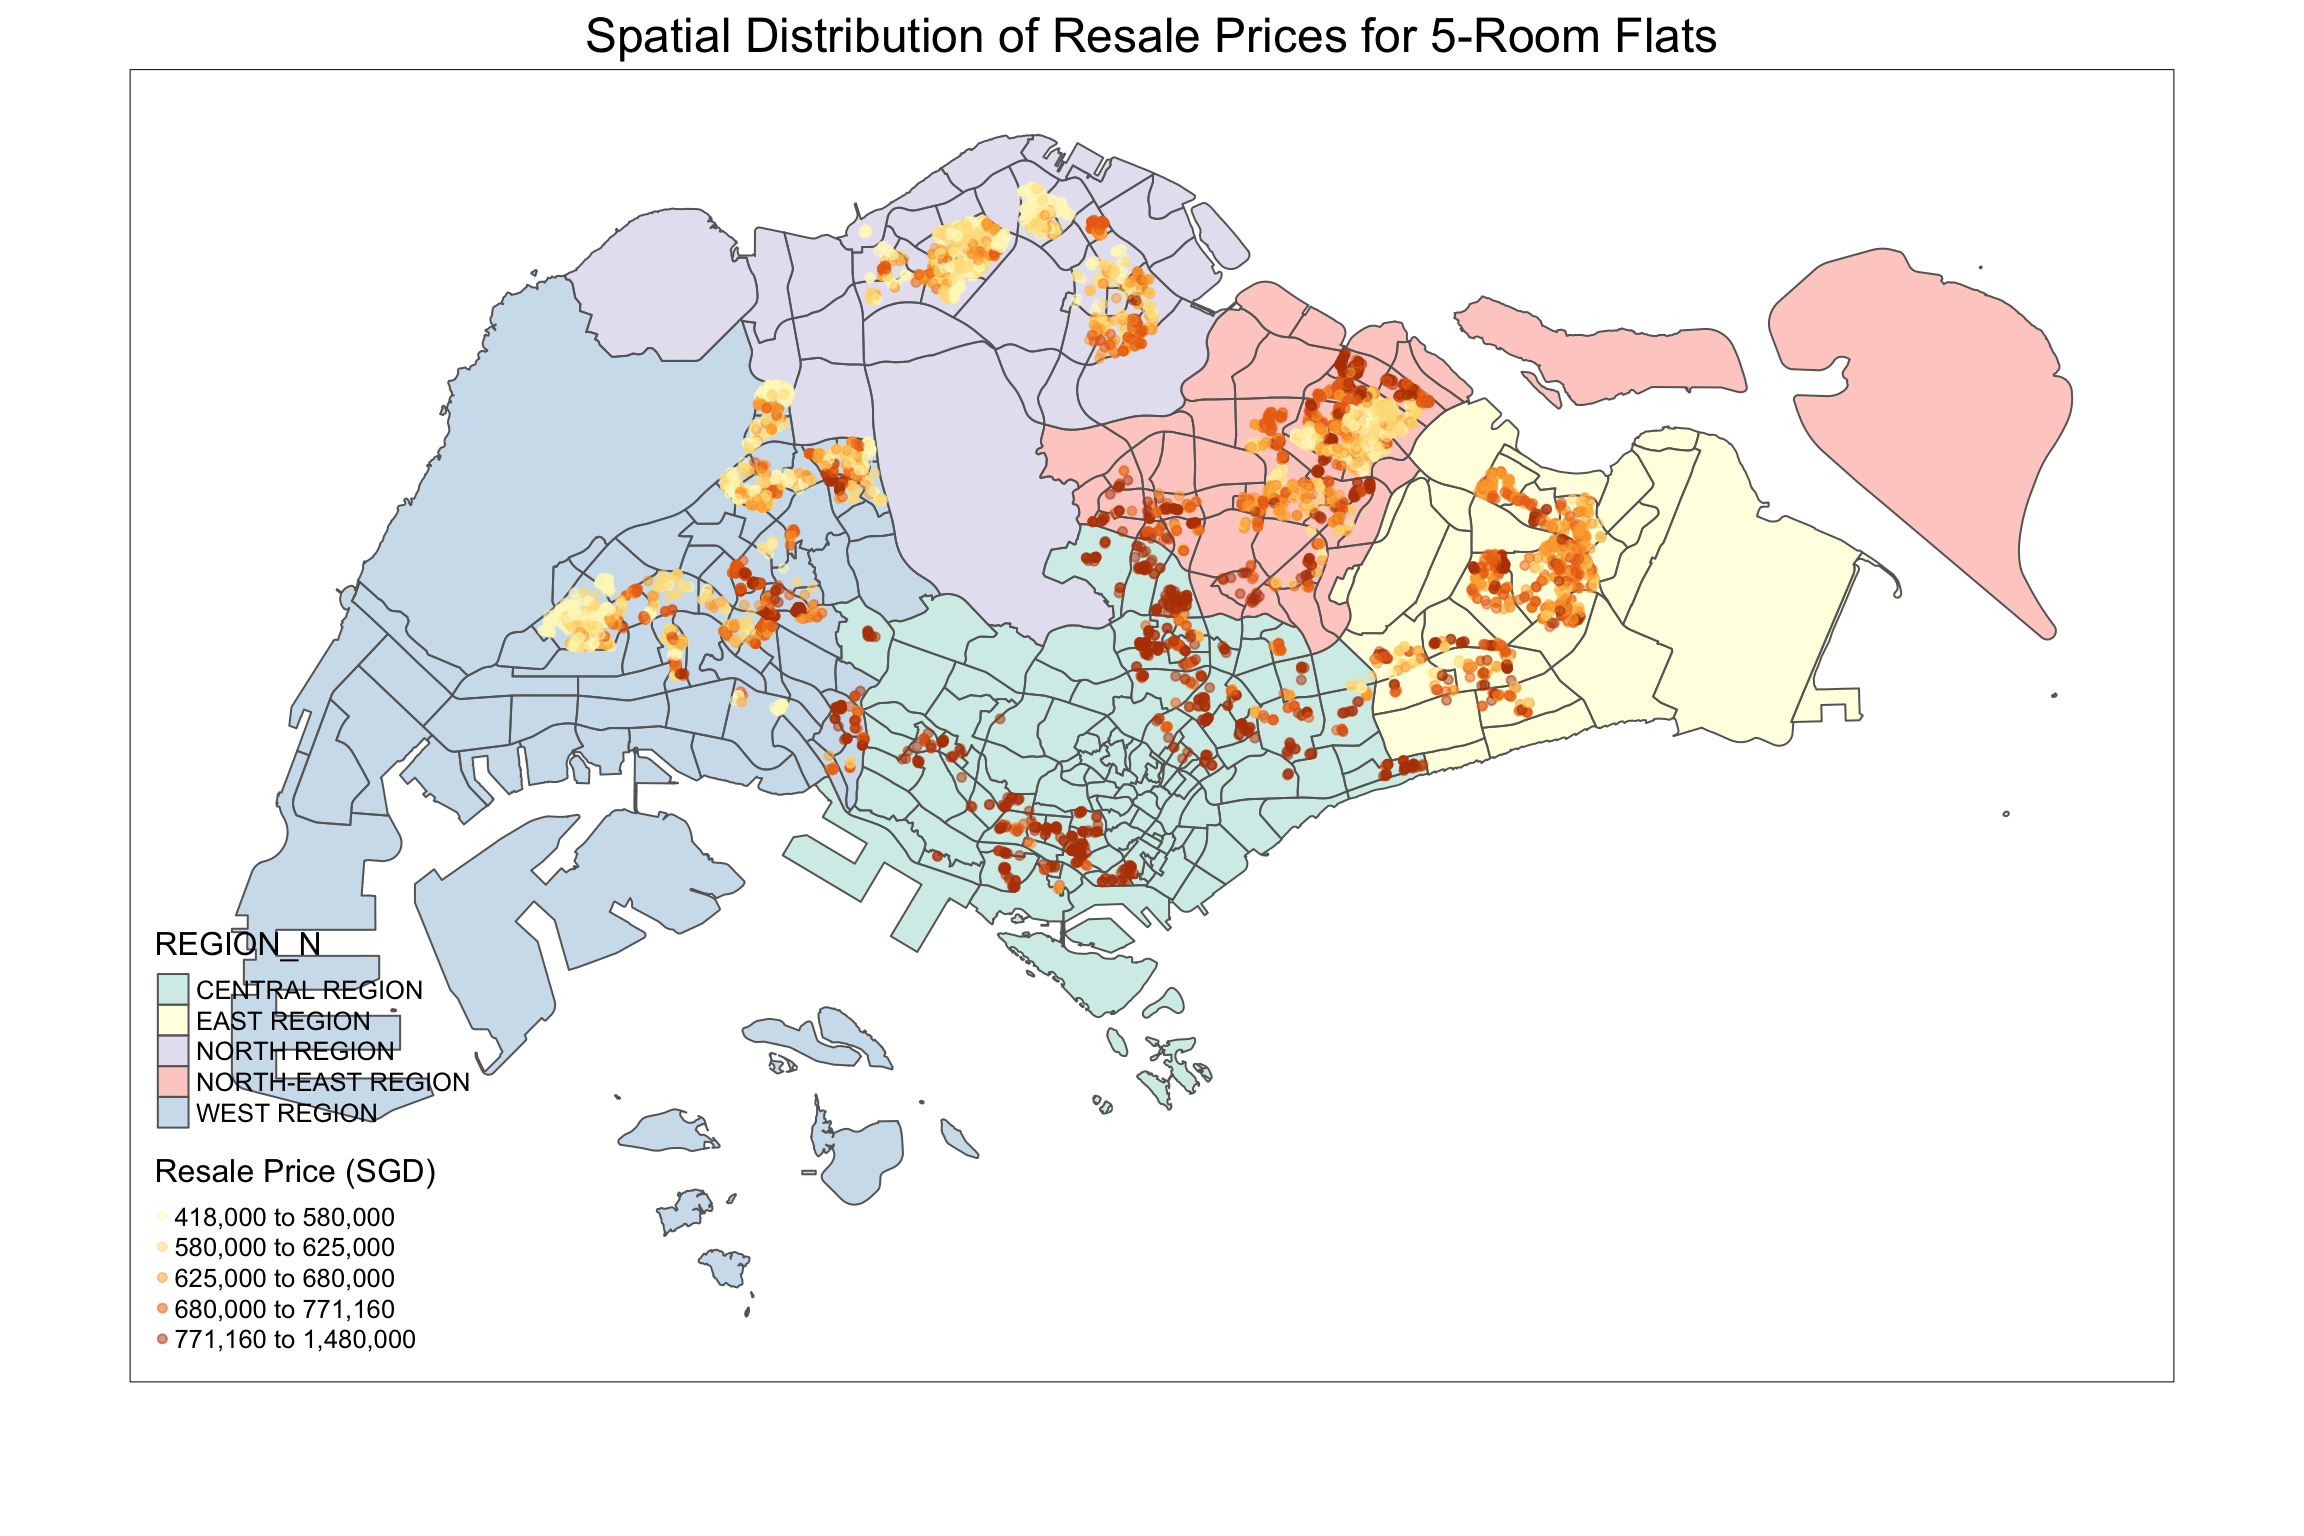 Spatial Distribution of Resale Prices for 5-Room Flats
REGION_N
CENTRAL REGION
EAST REGION
NORTH REGION
NORTH-EAST REGION
WEST REGION
Resale Price (SGD)
418,000 to 580,000
580,000 to 625,000
625,000 to 680,000
680,000 to 771,160
771,160 to 1,480,000